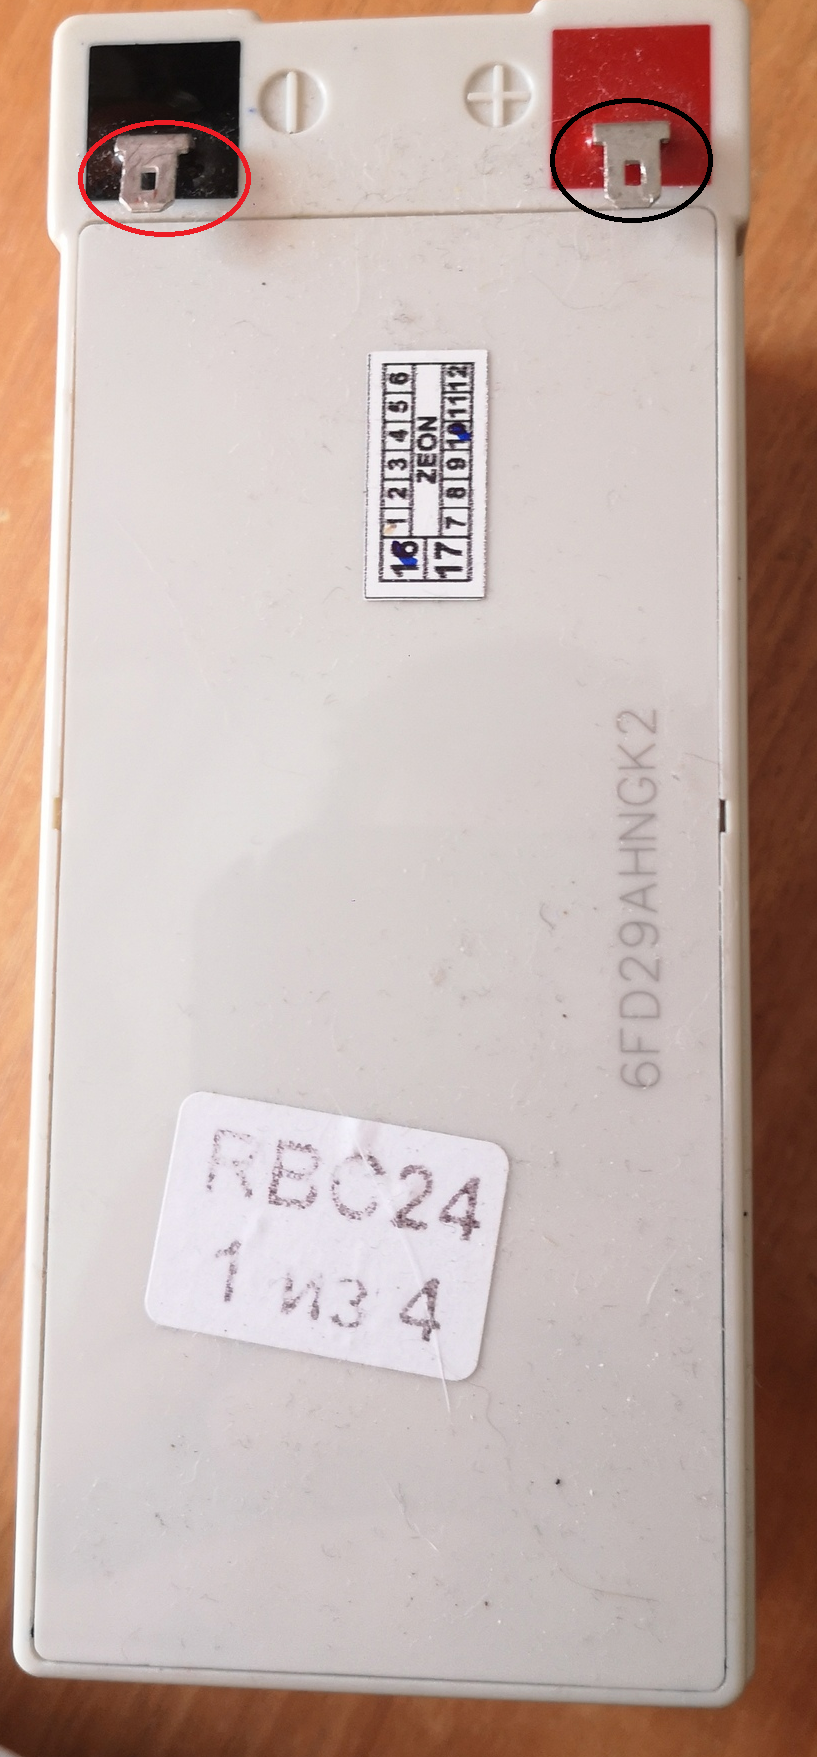 16 1 2 3 4 5 6
ZEON
17 7 8 9 10 11 12
6FD29AHNGK2
RBC24
1 из 4